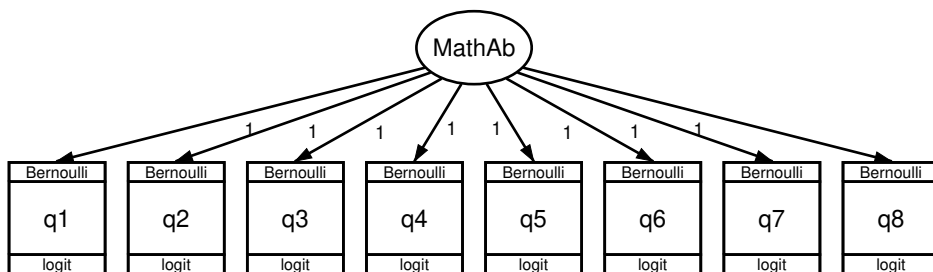 MathAb
1 1 1 1 1 1 1 1
Bernoulli Bernoulli Bernoulli Bernoulli Bernoulli Bernoulli Bernoulli Bernoulli
q1 q2 q3 q4 q5 q6 q7 q8
logit logit logit logit logit logit logit logit